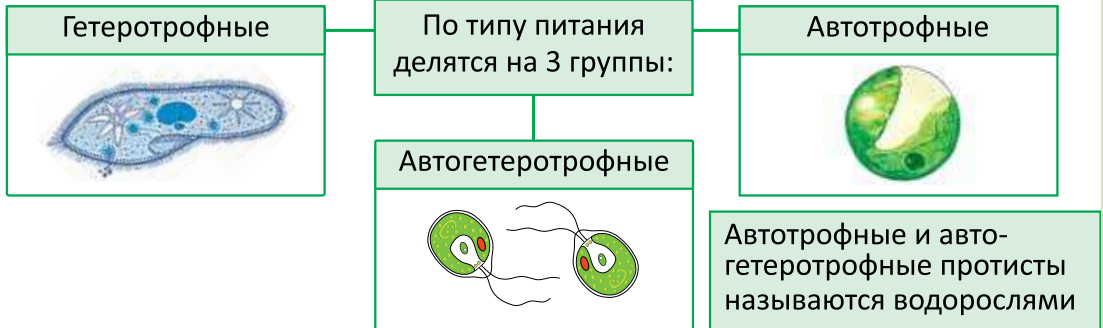 Гетеротрофные
По типу питания
делятся на 3 группы:
Автотрофные
Автогетеротрофные
Автотрофные и авто-
гетеротрофные протисты
называются водорослями